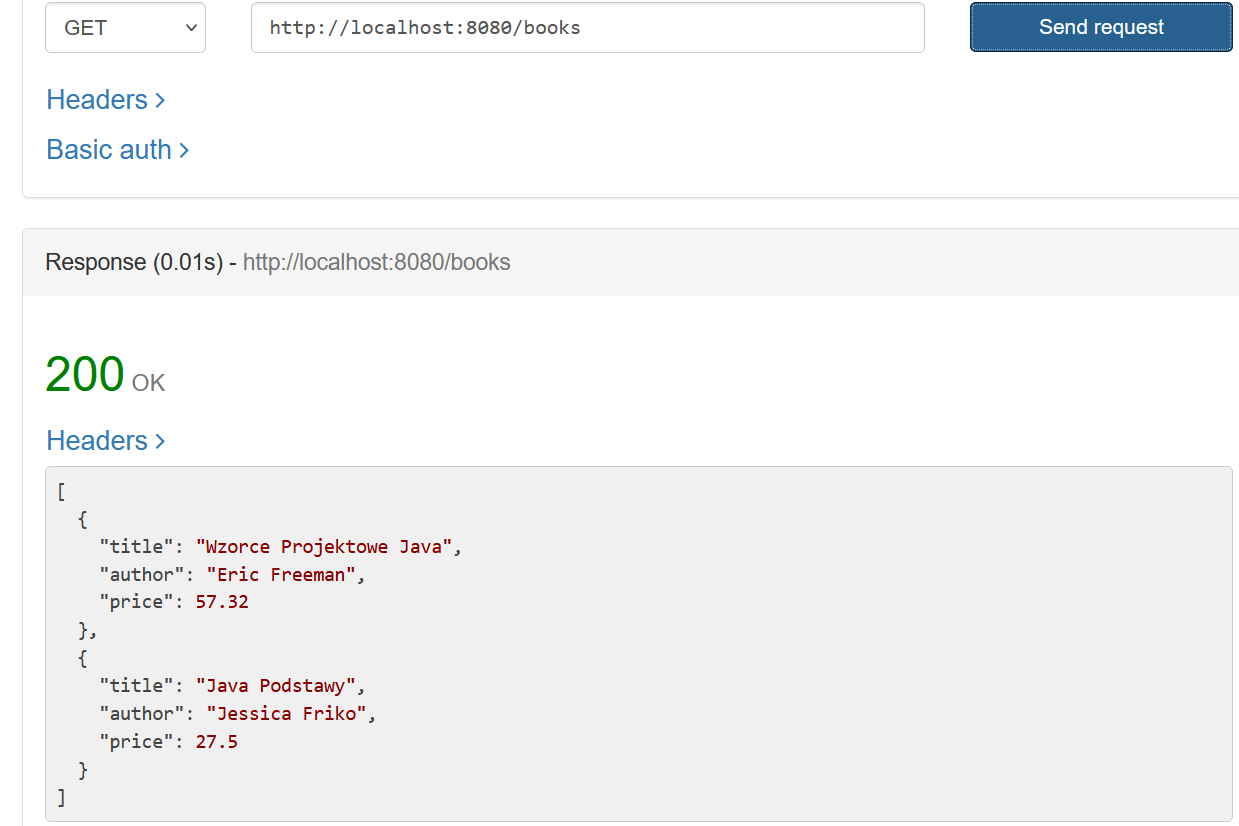 GET http://localhost:8080/books Send request
Headers
Basic auth
Response (0.01s) - http://localhost:8080/books
200 OK
Headers
[
  {
    "title": "Wzorce Projektowe Java",
    "author": "Eric Freeman",
    "price": 57.32
  },
  {
    "title": "Java Podstawy",
    "author": "Jessica Friko",
    "price": 27.5
  }
]